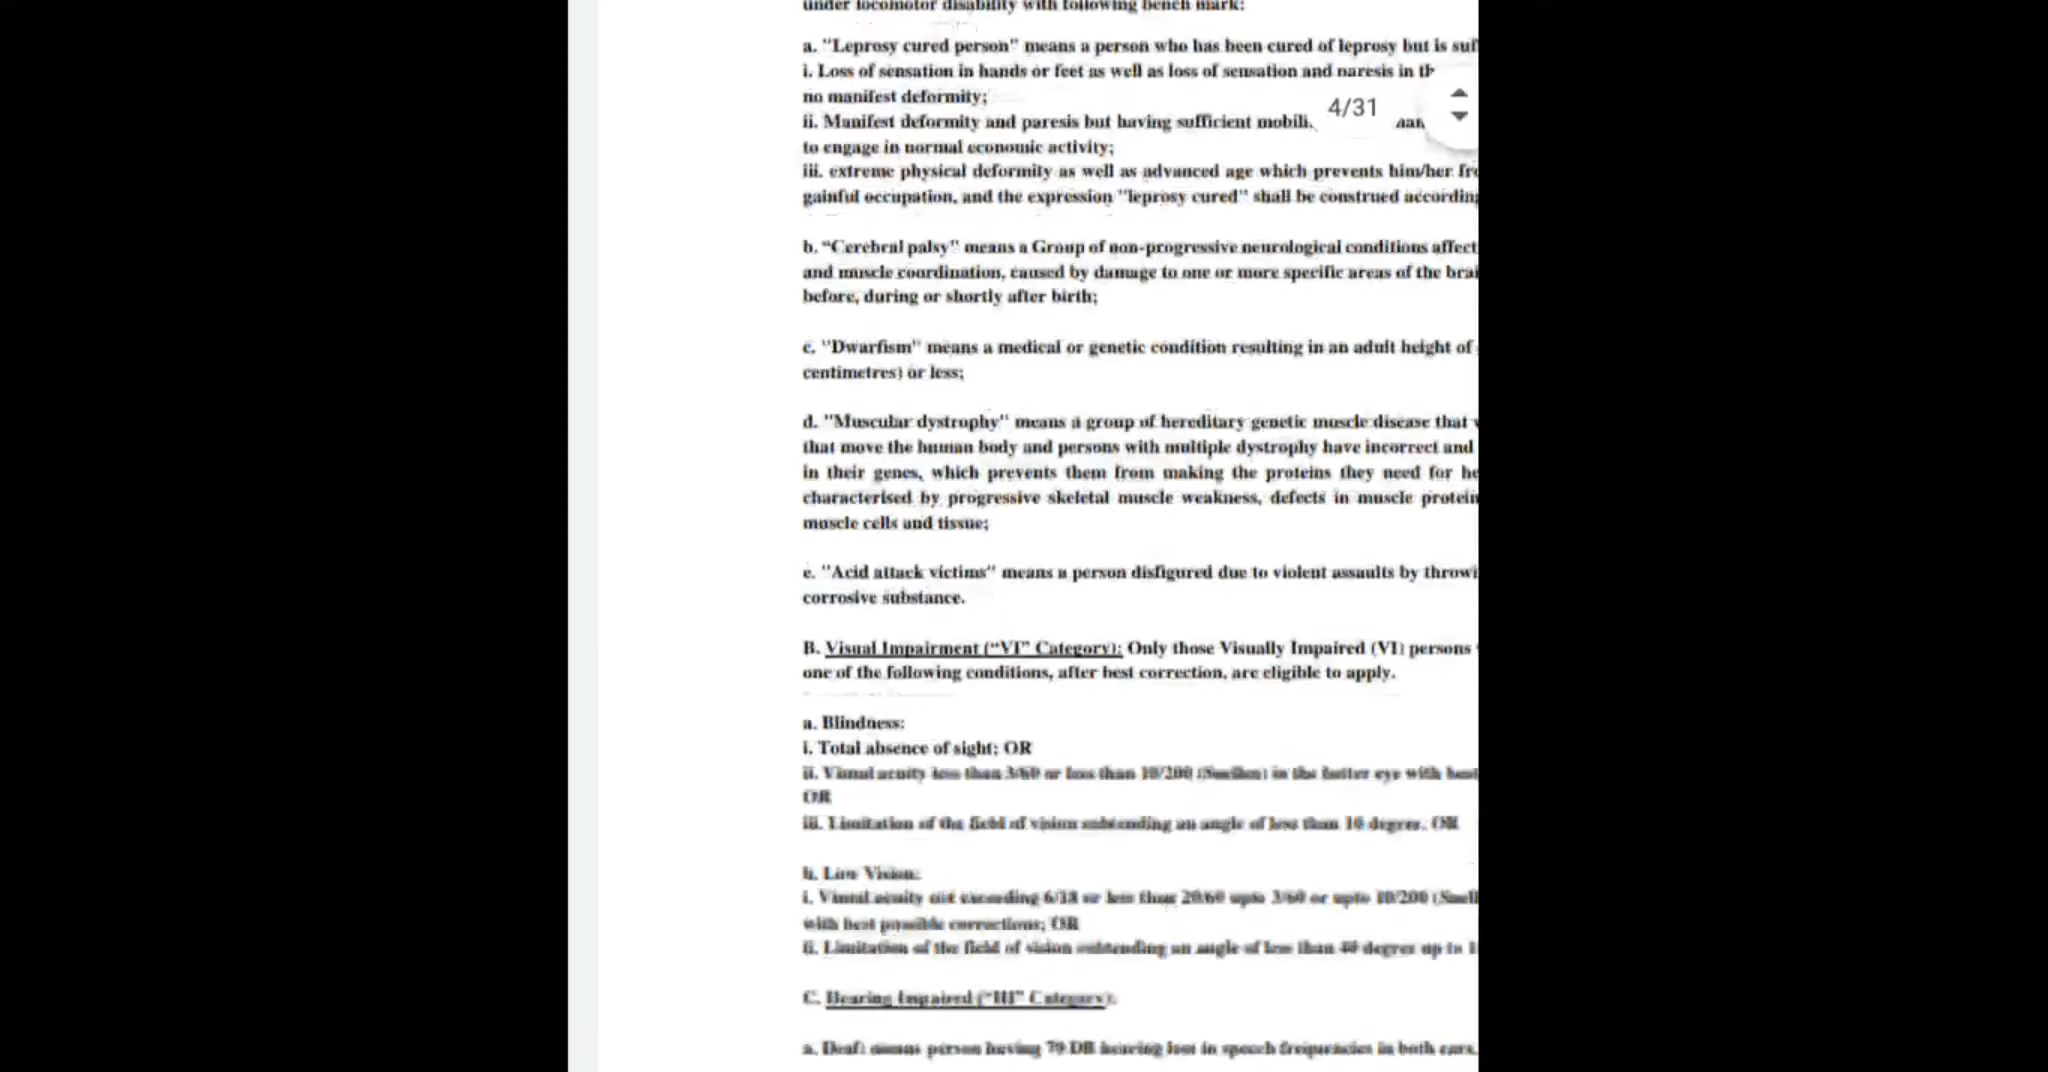 under locomotor disability with following bench mark:
a. "Leprosy cured person" means a person who has been cured of leprosy but is suf
i. Loss of sensation in hands or feet as well as loss of sensation and paresis in th
no manifest deformity;
4/31
ii. Manifest deformity and paresis but having sufficient mobili
to engage in normal economic activity;
iii. extreme physical deformity as well as advanced age which prevents him/her fro
gainful occupation, and the expression "leprosy cured" shall be construed according
b. "Cerebral palsy" means a Group of non-progressive neurological conditions affect
and muscle coordination, caused by damage to one or more specific areas of the brai
before, during or shortly after birth;
c. "Dwarfism" means a medical or genetic condition resulting in an adult height of
centimetres) or less;
d. "Muscular dystrophy" means a group of hereditary genetic muscle disease that
that move the human body and persons with multiple dystrophy have incorrect and
in their genes, which prevents them from making the proteins they need for he
characterised by progressive skeletal muscle weakness, defects in muscle protein
muscle cells and tissue;
e. "Acid attack victims" means a person disfigured due to violent assaults by throwi
corrosive substance.
B. Visual Impairment ("VI" Category): Only those Visually Impaired (VI) persons
one of the following conditions, after best correction, are eligible to apply.
a. Blindness:
i. Total absence of sight; OR
ii. Visual acuity less than 3/60 or less than 10/200 (Snellen) in the better eye with best
OR
iii. Limitation of the field of vision subtending an angle of less than 10 degree. OR
b. Low Vision:
i. Visual acuity not exceeding 6/18 or less than 20/60 upto 3/60 or upto 10/200 (Snell
with best possible corrections; OR
ii. Limitation of the field of vision subtending an angle of less than 40 degree up to 1
C. Hearing Impaired ("HI" Category):
a. Deaf: means person having 70 DB hearing loss in speech frequencies in both ears.